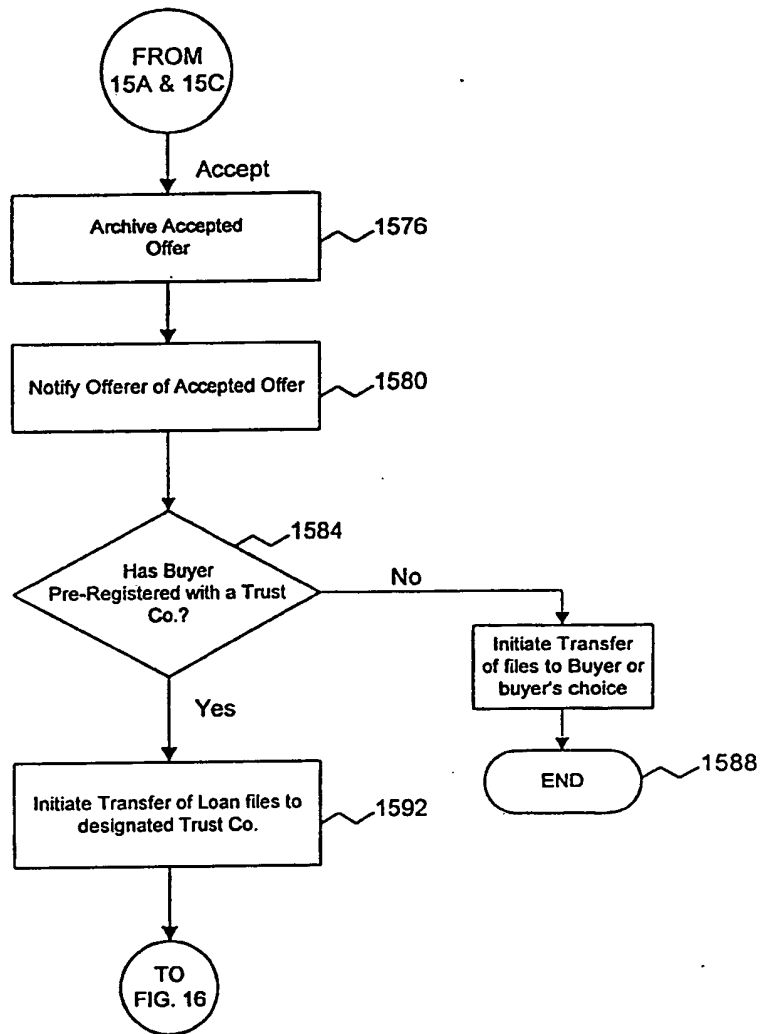 FROM
15A & 15C
Accept
Archive Accepted
Offer
1576
Notify Offerer of Accepted Offer
1580
1584
Has Buyer
Pre-Registered with a Trust
Co.?
No
Initiate Transfer
of files to Buyer or
buyer's choice
Yes
END
1588
Initiate Transfer of Loan files to
designated Trust Co.
1592
TO
FIG. 16